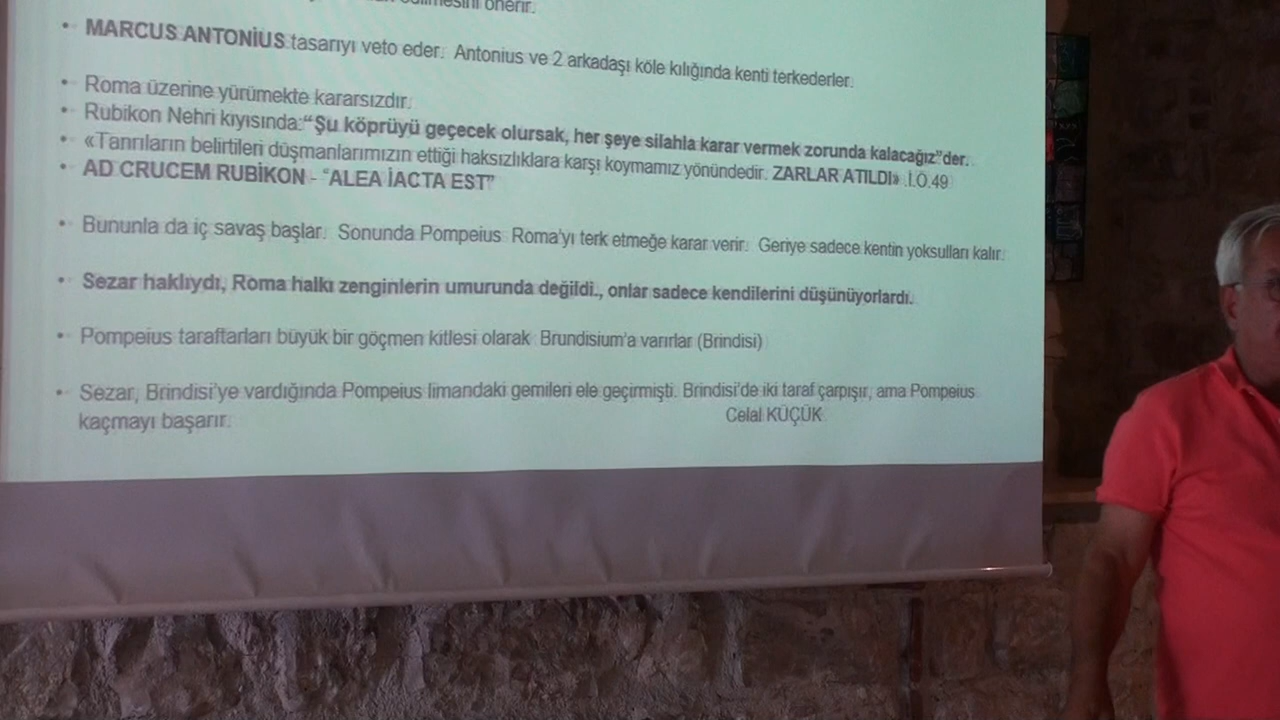 edilmesini önerir.
• MARCUS ANTONİUS tasarıyı veto eder. Antonius ve 2 arkadaşı köle kılığında kenti terkederler.
• Roma üzerine yürümekte kararsızdır.
• Rubikon Nehri kıyısında:“Şu köprüyü geçecek olursak, her şeye silahla karar vermek zorunda kalacağız”der.
• «Tanrıların belirtileri düşmanlarımızın ettiği haksızlıklara karşı koymamız yönündedir. ZARLAR ATILDI» .İ.Ö.49
• AD CRUCEM RUBİKON - “ALEA İACTA EST”
• Bununla da iç savaş başlar. Sonunda Pompeius Roma’yı terk etmeğe karar verir. Geriye sadece kentin yoksulları kalır.
• Sezar haklıydı, Roma halkı zenginlerin umurunda değildi., onlar sadece kendilerini düşünüyorlardı.
• Pompeius taraftarları büyük bir göçmen kitlesi olarak Brundisium’a varırlar (Brindisi)
• Sezar, Brindisi’ye vardığında Pompeius limandaki gemileri ele geçirmişti. Brindisi’de iki taraf çarpışır, ama Pompeius
kaçmayı başarır. Celal KÜÇÜK